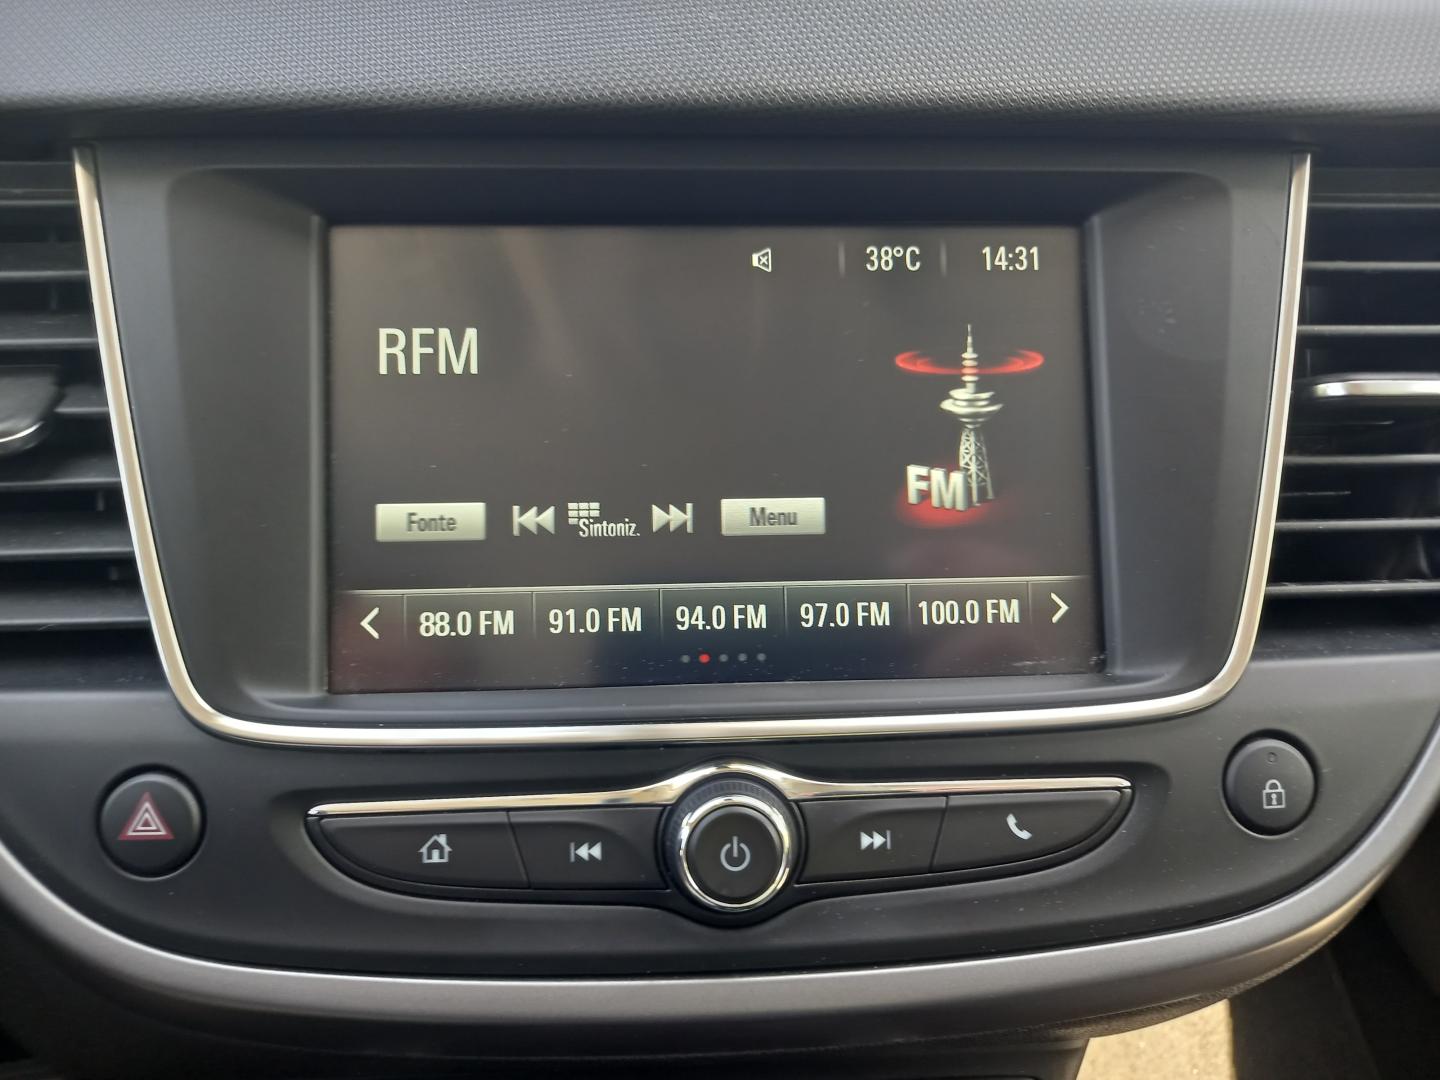 38°C 14:31
RFM
FM
Fonte Sintoniz. Menu
88.0 FM 91.0 FM 94.0 FM 97.0 FM 100.0 FM